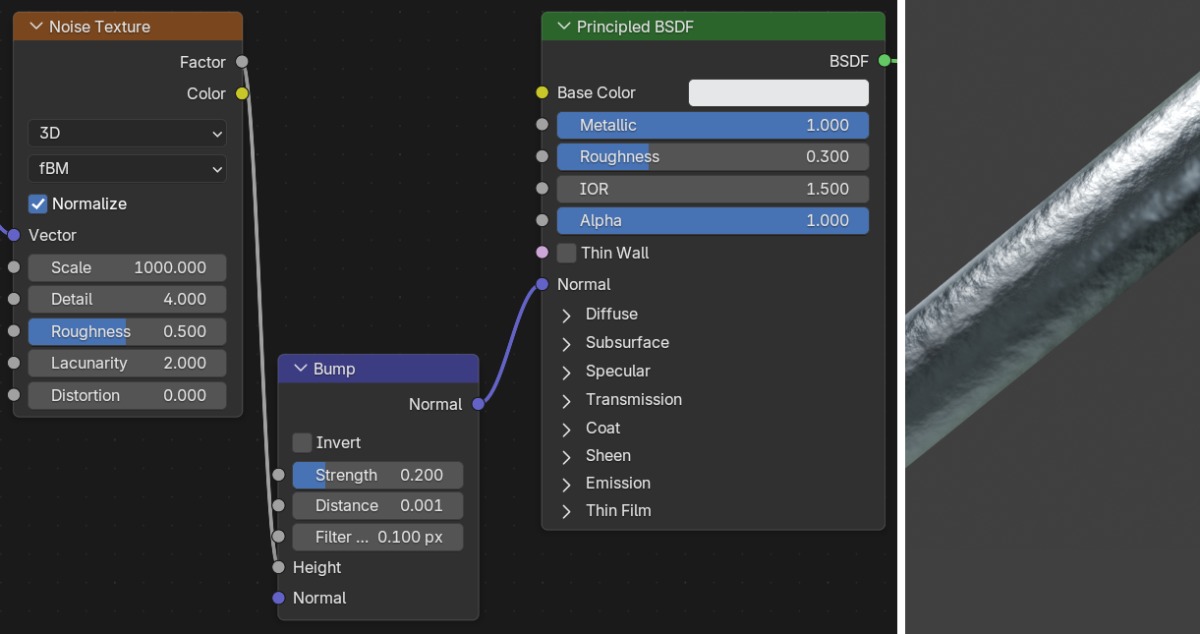 Noise Texture
Factor
Color
3D
fBM
Normalize
Vector
Scale 1000.000
Detail 4.000
Roughness 0.500
Lacunarity 2.000
Distortion 0.000
Bump
Normal
Invert
Strength 0.200
Distance 0.001
Filter ... 0.100 px
Height
Normal
Principled BSDF
BSDF
Base Color
Metallic 1.000
Roughness 0.300
IOR 1.500
Alpha 1.000
Thin Wall
Normal
Diffuse
Subsurface
Specular
Transmission
Coat
Sheen
Emission
Thin Film